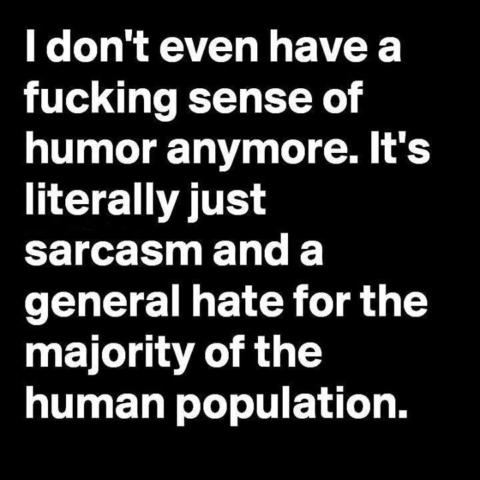 I don't even have a
fucking sense of
humor anymore. It's
literally just
sarcasm and a
general hate for the
majority of the
human population.